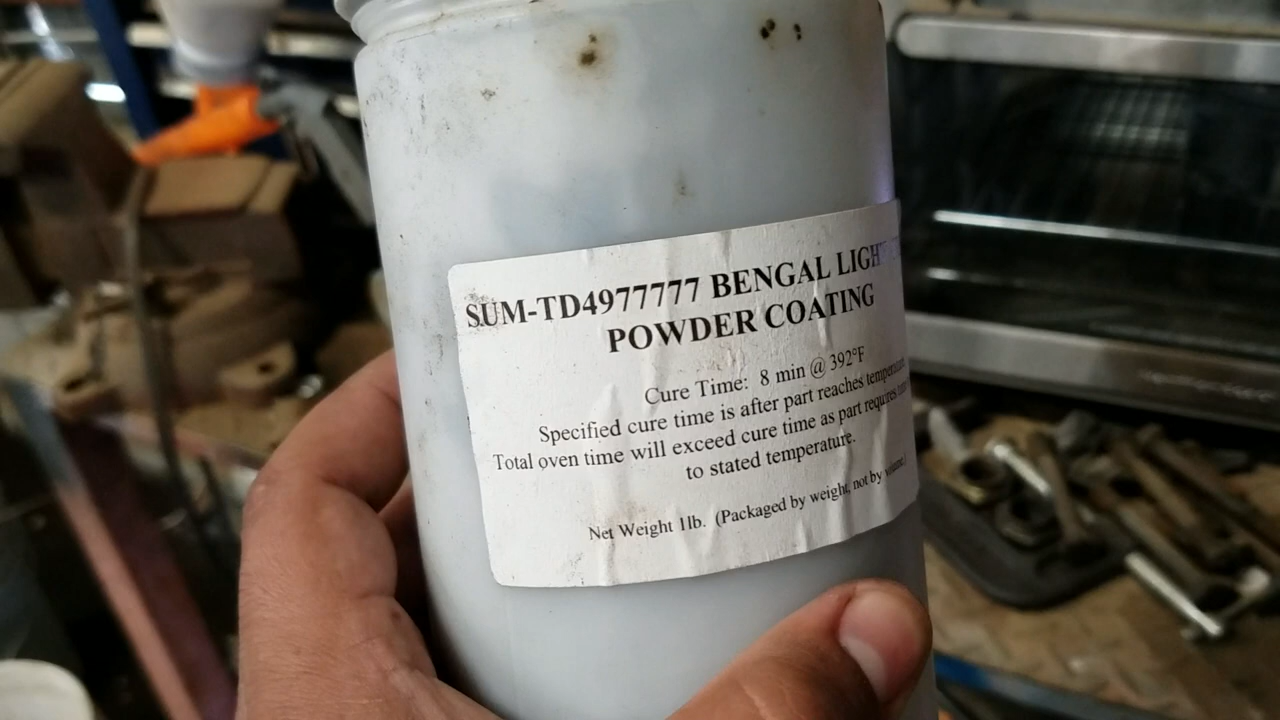 SUM-TD4977777 BENGAL LIGHT
POWDER COATING
Cure Time: 8 min @ 392°F
Specified cure time is after part reaches temperature.
Total oven time will exceed cure time as part requires
to stated temperature.
Net Weight 1lb. (Packaged by weight, not by volume.)